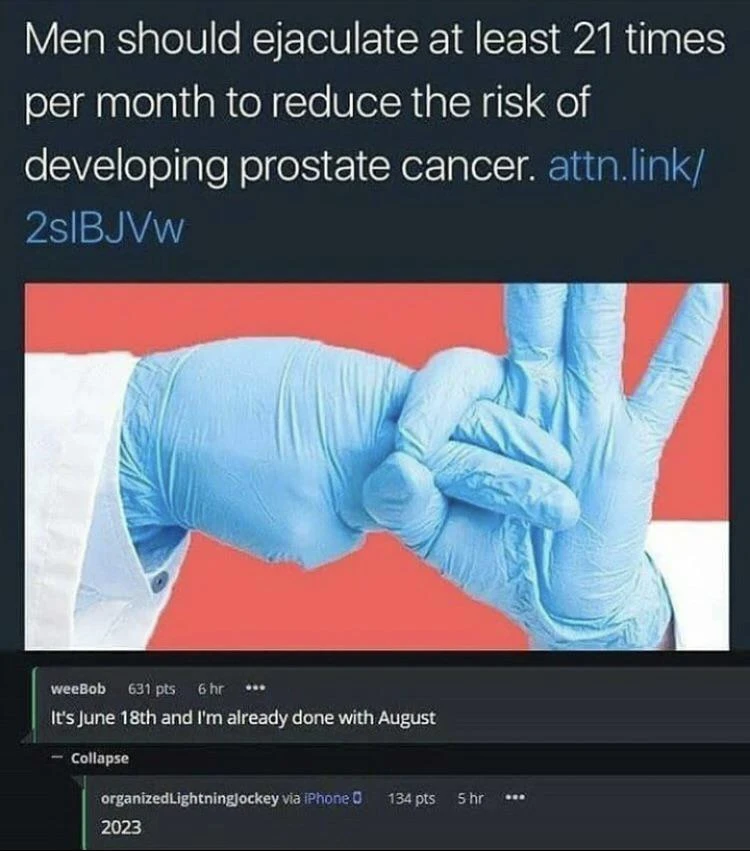 Men should ejaculate at least 21 times
per month to reduce the risk of
developing prostate cancer. attn.link/
2slBJVw
weeBob 631 pts 6 hr •••
It's June 18th and I'm already done with August
— Collapse
organizedLightningJockey via iPhone 134 pts 5 hr •••
2023